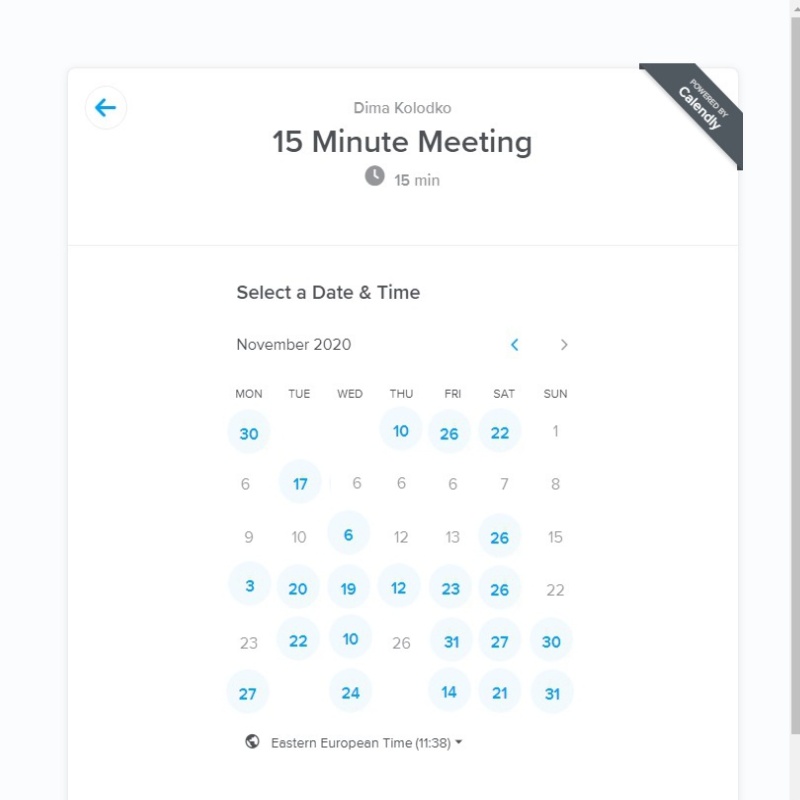 POWERED BY
Calendly
Dima Kolodko
15 Minute Meeting
15 min
Select a Date & Time
November 2020
MON TUE WED THU FRI SAT SUN
30 10 26 22 1
6 17 6 6 6 7 8
9 10 6 12 13 26 15
3 20 19 12 23 26 22
23 22 10 26 31 27 30
27 24 14 21 31
Eastern European Time (11:38)